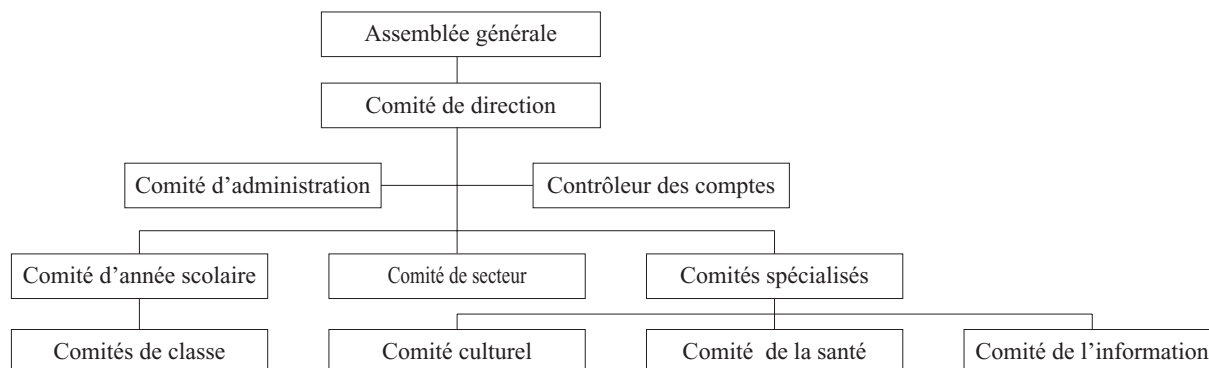 Assemblée générale
Comité de direction
Comité d’administration
Contrôleur des comptes
Comité d’année scolaire
Comité de secteur
Comités spécialisés
Comités de classe
Comité culturel
Comité de la santé
Comité de l’information